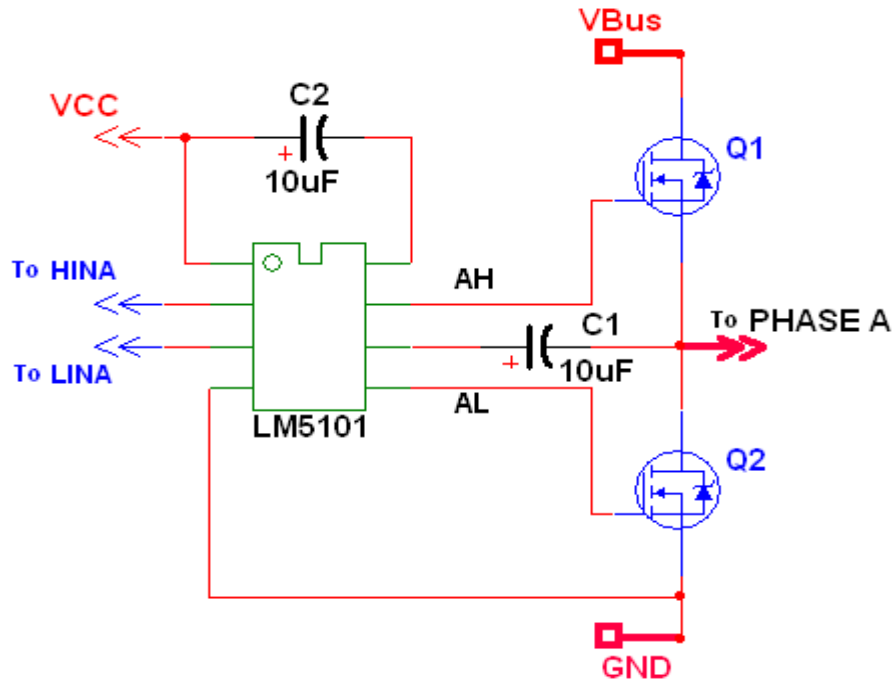 VBus
C2
VCC
+
10uF
Q1
To HINA
AH
C1
To PHASE A
+
10uF
To LINA
AL
LM5101
Q2
GND